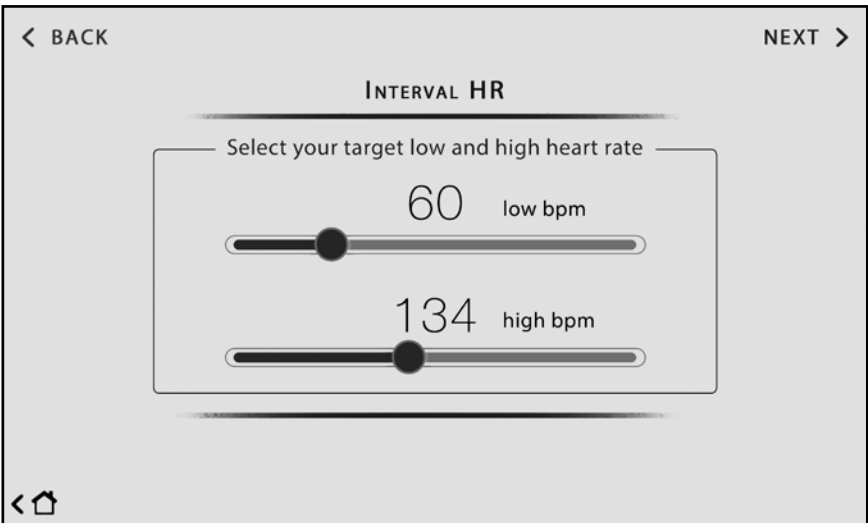 BACK
NEXT
INTERVAL HR
Select your target low and high heart rate
60 low bpm
134 high bpm